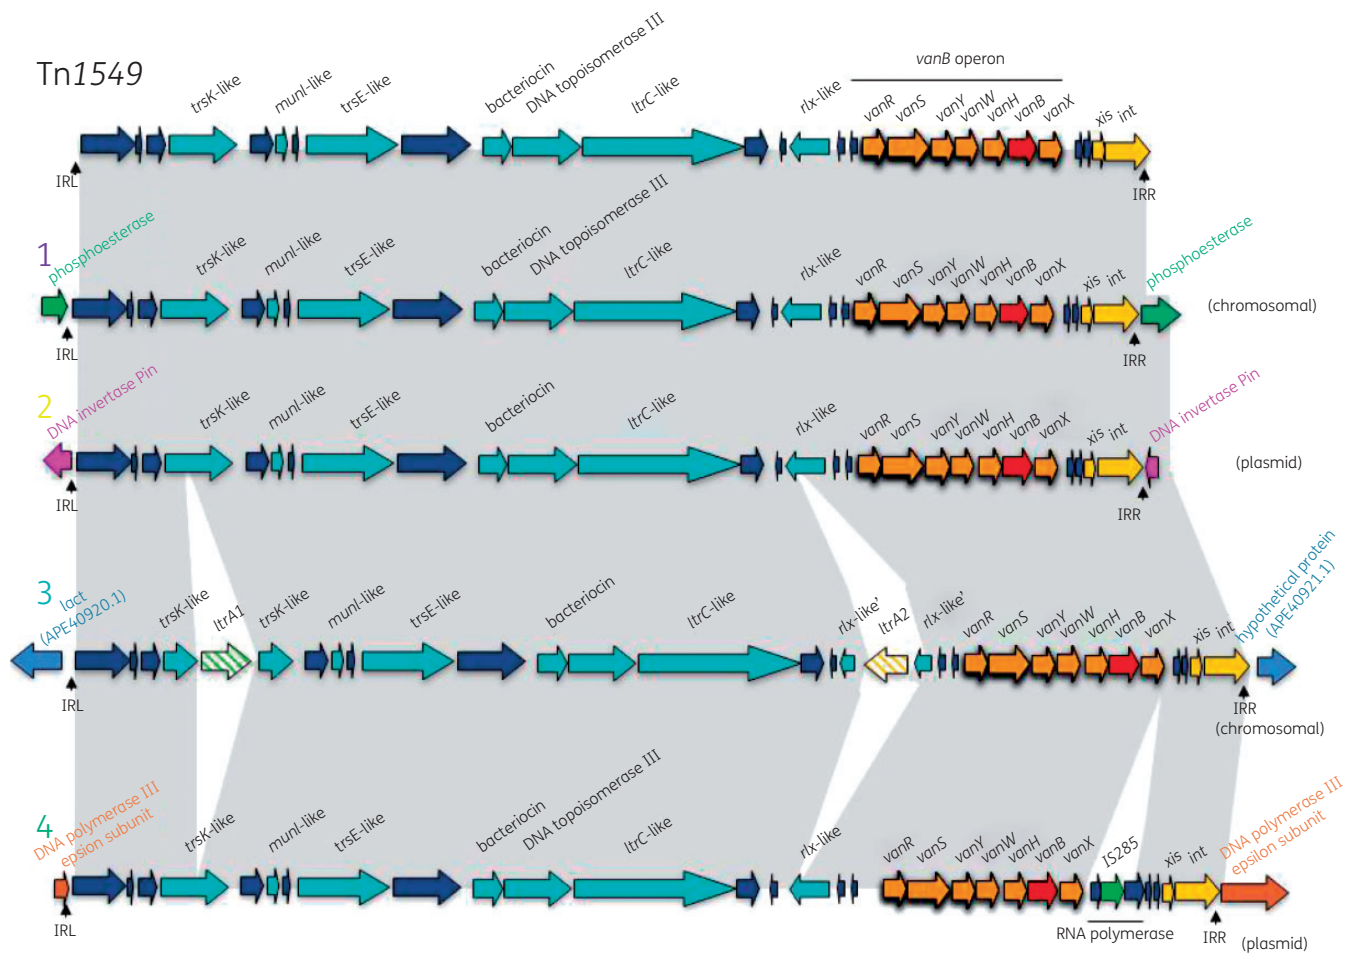 Tn1549
trsK-like
munI-like
trsE-like
bacteriocin
DNA topoisomerase III
ltrC-like
rlx-like
vanB operon
vanR
vanS
vanY
vanW
vanH
vanB
vanX
xis
int
IRL
IRR
1
phosphoesterase
trsK-like
munI-like
trsE-like
bacteriocin
DNA topoisomerase III
ltrC-like
rlx-like
vanR
vanS
vanY
vanW
vanH
vanB
vanX
xis
int
phosphoesterase
(chromosomal)
IRL
IRR
2
DNA invertase Pin
trsK-like
munI-like
trsE-like
bacteriocin
ltrC-like
rlx-like
vanR
vanS
vanY
vanW
vanH
vanB
vanX
xis
int
DNA invertase Pin
(plasmid)
IRL
IRR
3
lact
(APE40920.1)
trsK-like
ltrA1
trsK-like
munI-like
trsE-like
bacteriocin
ltrC-like
rlx-like'
ltrA2
rlx-like'
vanR
vanS
vanY
vanW
vanH
vanB
vanX
xis
int
hypothetical protein
(APE40921.1)
IRL
IRR
(chromosomal)
4
DNA polymerase III
epsion subunit
trsK-like
munI-like
trsE-like
bacteriocin
DNA topoisomerase III
ltrC-like
rlx-like
vanR
vanS
vanY
vanW
vanH
vanB
vanX
IS285
xis
int
DNA polymerase III
epsilon subunit
IRL
RNA polymerase
IRR
(plasmid)